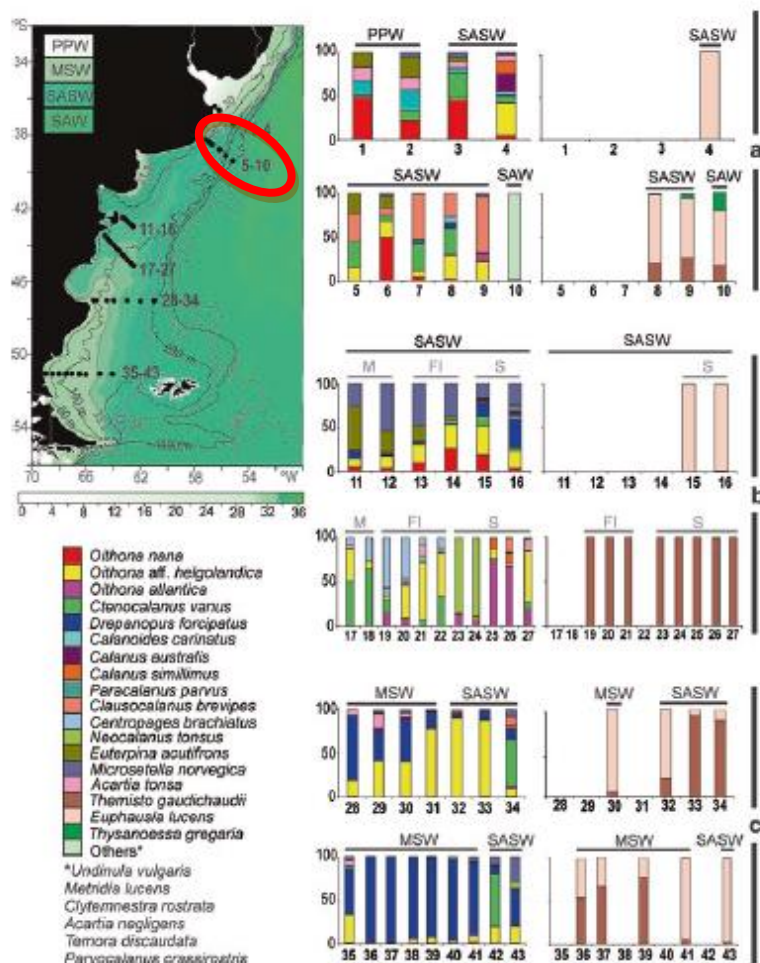 PPW
MSW
SASW
SAW
34
38
42
46
50
54
70
66
62
58
54
°W
4
5-10
11-16
17-27
28-34
35-43
0
4
8
12
16
20
24
28
32
36
Oithona nana
Oithona aff. helgolandica
Oithona atlantica
Ctenocalanus vanus
Drepanopus forcipatus
Calanoides carinatus
Calanus australis
Calanus simillimus
Paracalanus parvus
Clausocalanus brevipes
Centropages brachiatus
Neocalanus tonsus
Euterpina acutifrons
Microsetella norvegica
Acartia tonsa
Themisto gaudichaudii
Euphausia lucens
Thysanoessa gregaria
Others*
*Undinula vulgaris
Metridia lucens
Clytemnestra rostrata
Acartia negligens
Temora discaudata
Parvocalanus crassirostris
PPW SASW
100
50
0
1 2 3 4
SASW
1 2 3 4
a
SASW SAW
100
50
0
5 6 7 8 9 10
SASW SAW
5 6 7 8 9 10
SASW
M FI S
100
50
0
11 12 13 14 15 16
SASW
S
11 12 13 14 15 16
b
M FI S
100
50
0
17 18 19 20 21 22 23 24 25 26 27
FI S
17 18 19 20 21 22 23 24 25 26 27
MSW SASW
100
50
0
28 29 30 31 32 33 34
MSW SASW
28 29 30 31 32 33 34
c
MSW SASW
100
50
0
35 36 37 38 39 40 41 42 43
MSW SASW
35 36 37 38 39 40 41 42 43